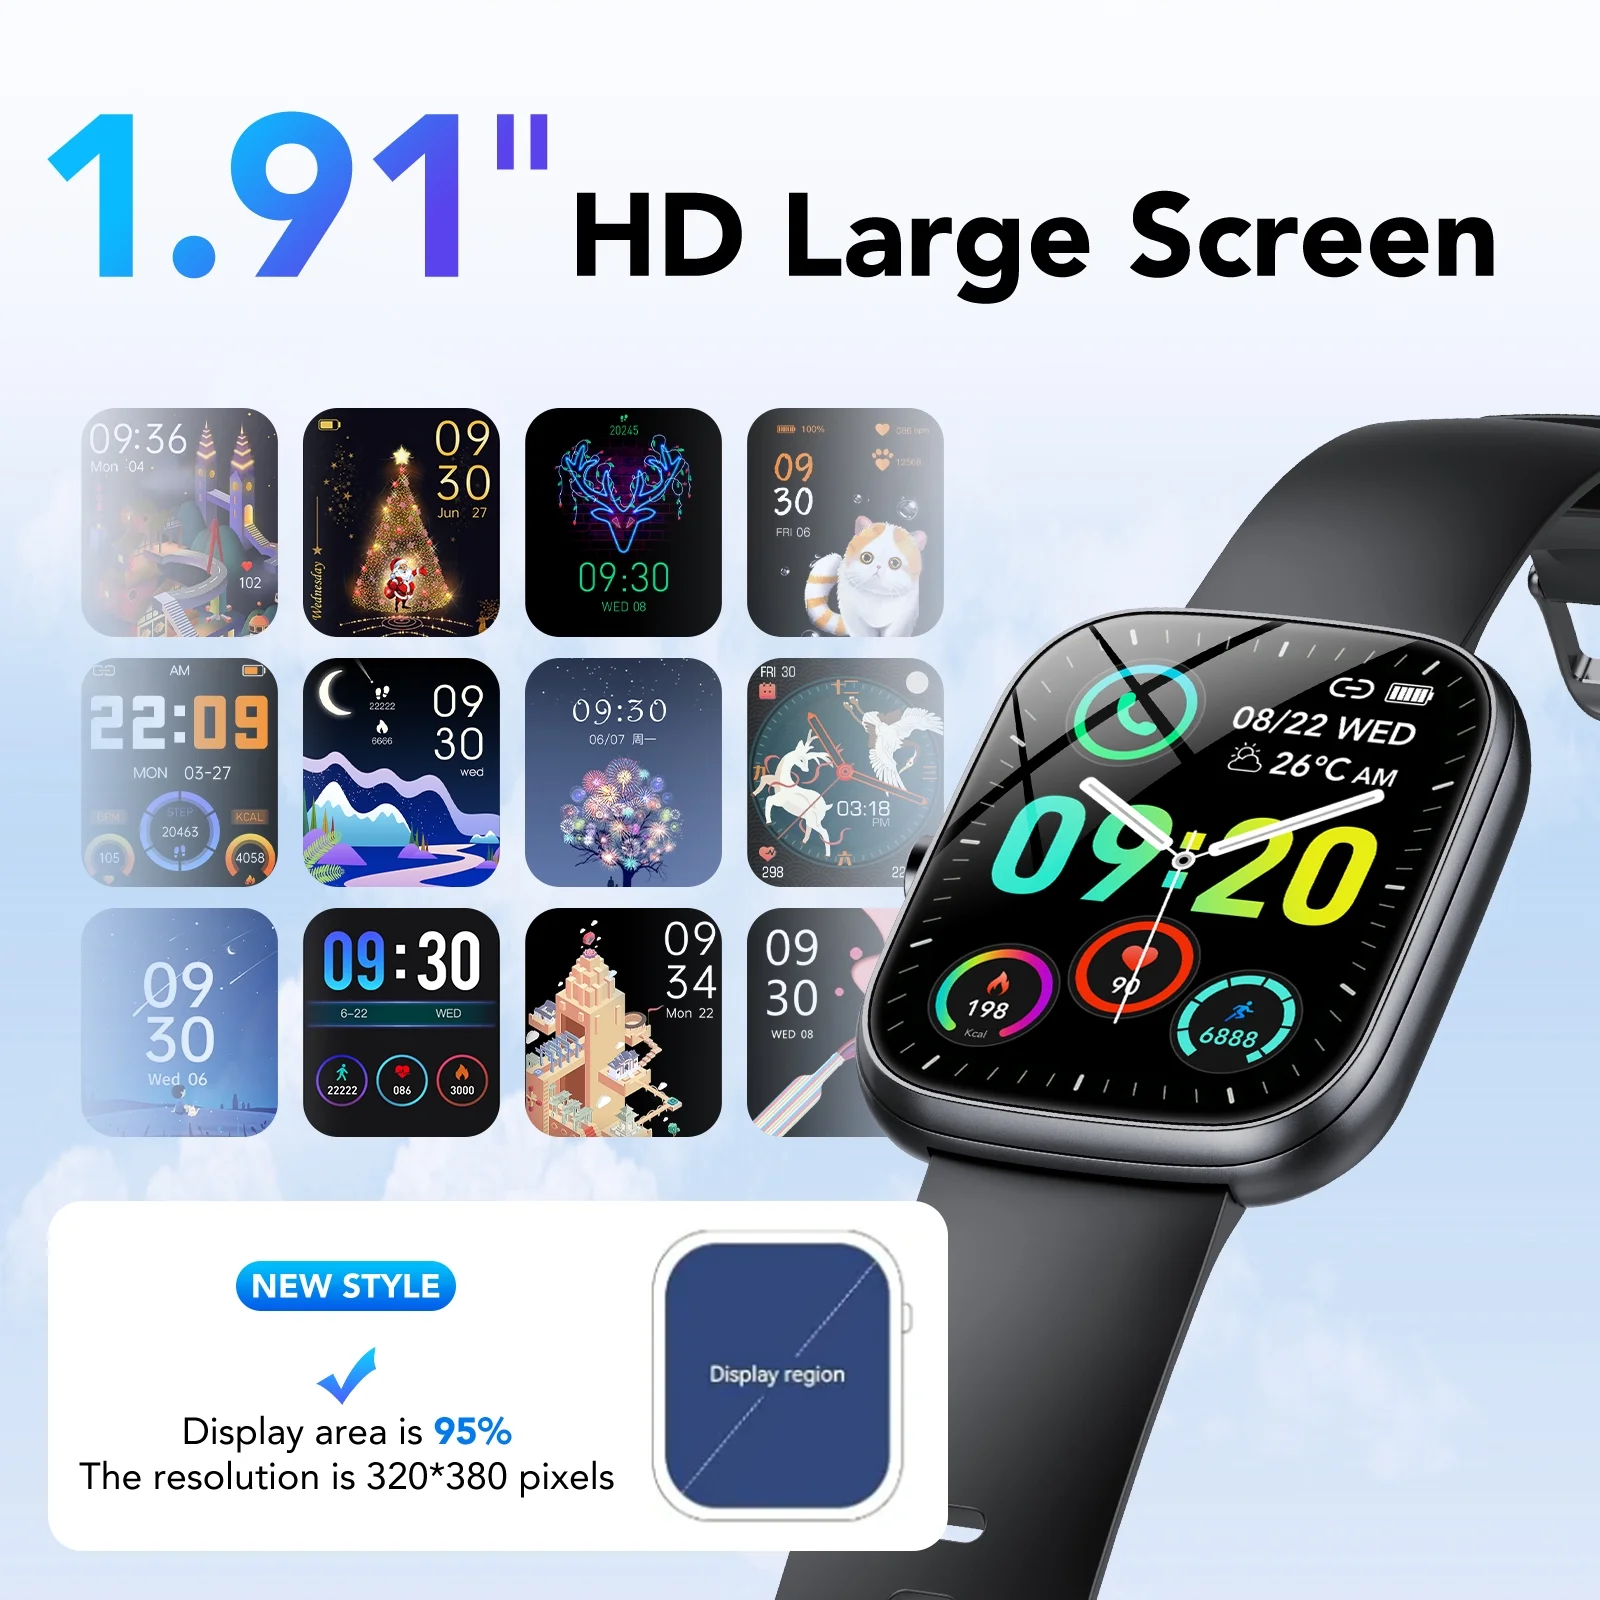 1.91" HD Large Screen
09:36
Mon 04
102
09
30
Jun 27
Wednesday
20245
09:30
WED 08
100%
086 bpm
12568
09
30
FRI 06
AM
22:09
MON 03-27
BPM
STEP
KCAL
105
20463
4058
22222
6666
09
30
wed
09:30
06/07 周一
FRI 30
03:18
PM
298
22
09
30
Wed 06
09:30
6-22 WED
22222
086
3000
09
34
Mon 22
09
30
WED 08
08/22 WED
26°C AM
09:20
198
Kcal
90
6888
NEW STYLE
Display area is 95%
The resolution is 320*380 pixels
Display region